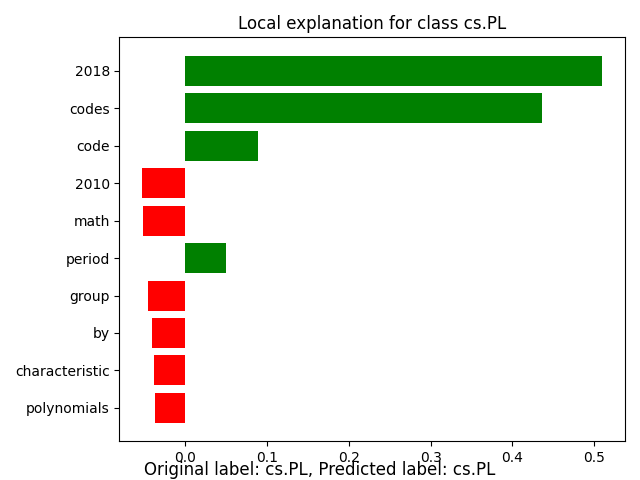 Local explanation for class cs.PL
2018
codes
code
2010
math
period
group
by
characteristic
polynomials
0.0 0.1 0.2 0.3 0.4 0.5
Original label: cs.PL, Predicted label: cs.PL